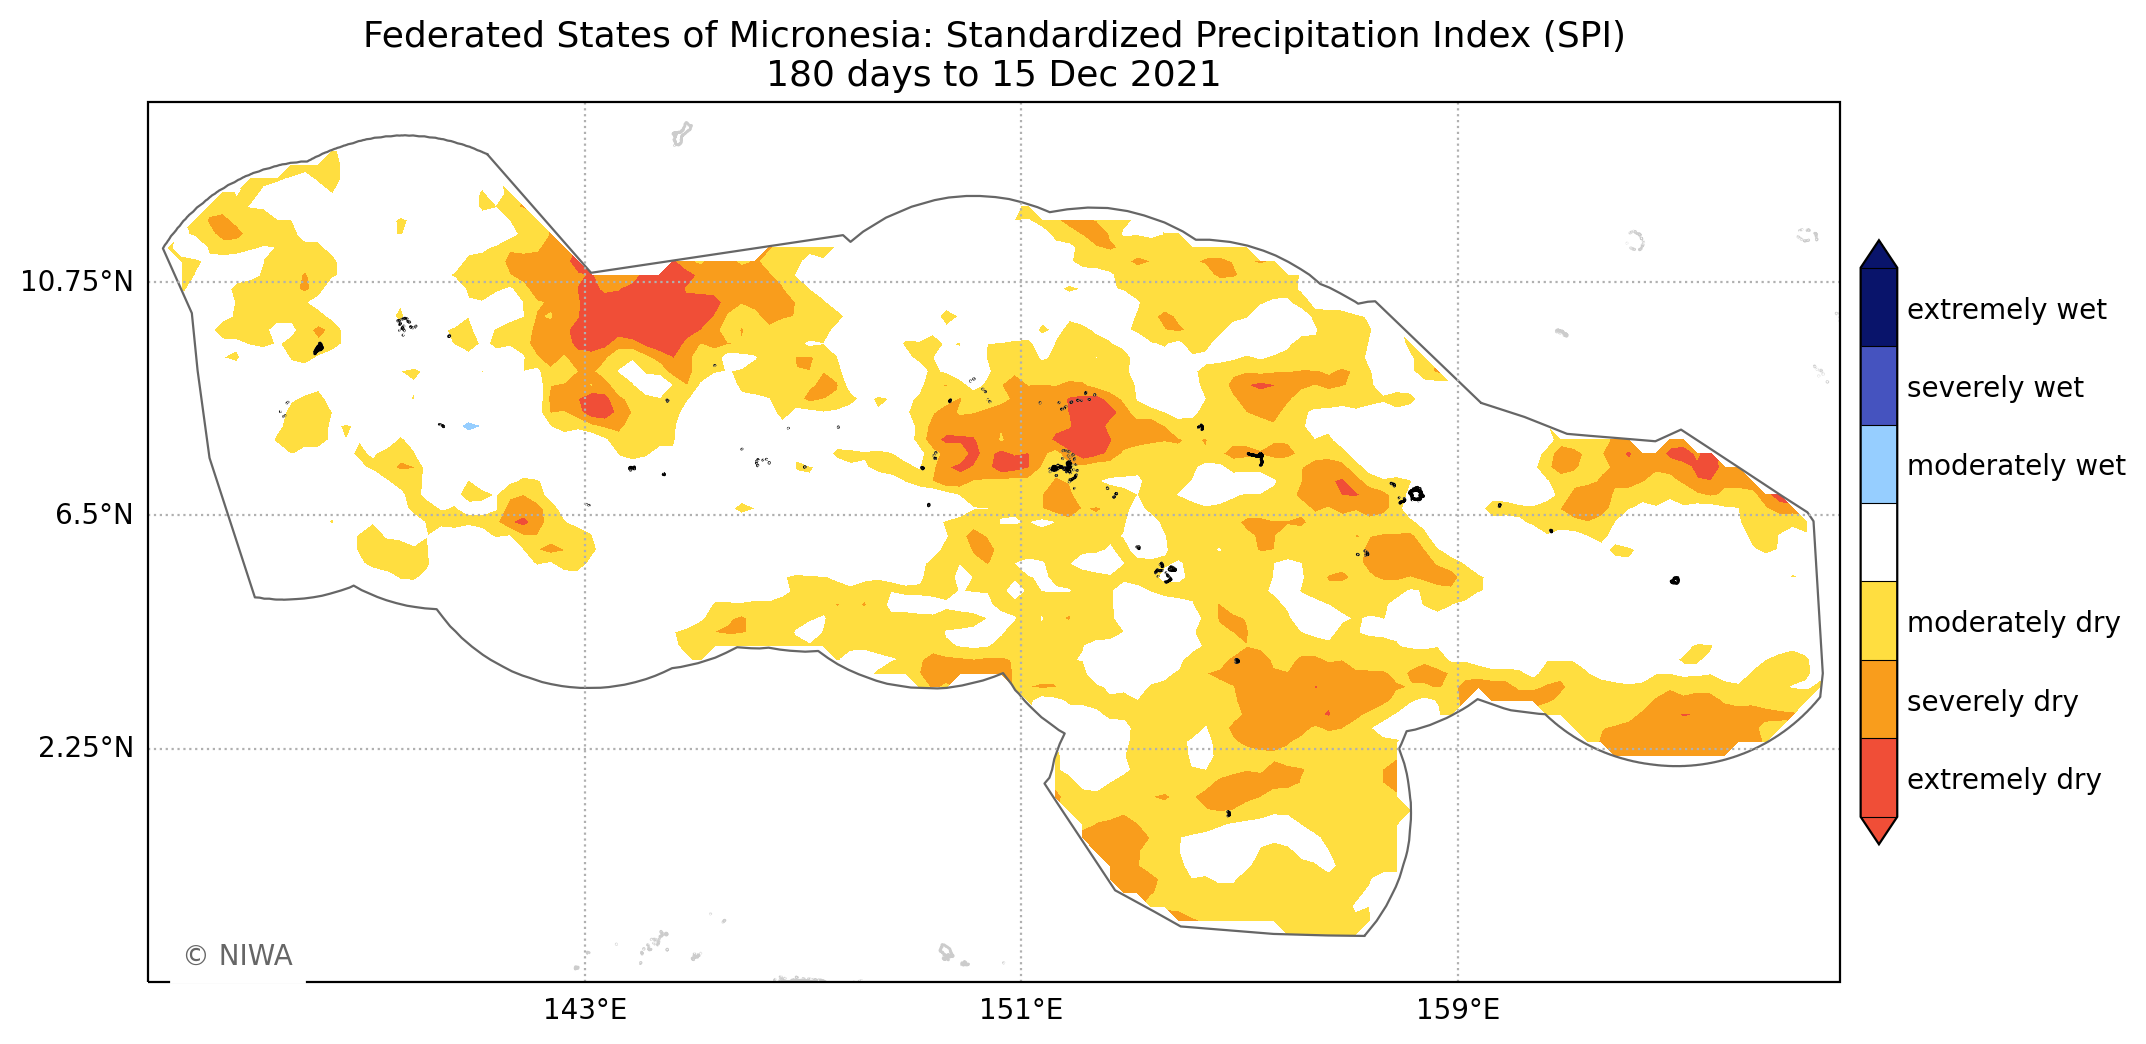 Federated States of Micronesia: Standardized Precipitation Index (SPI)
180 days to 15 Dec 2021
10.75°N
6.5°N
2.25°N
143°E
151°E
159°E
© NIWA
extremely wet
severely wet
moderately wet
moderately dry
severely dry
extremely dry